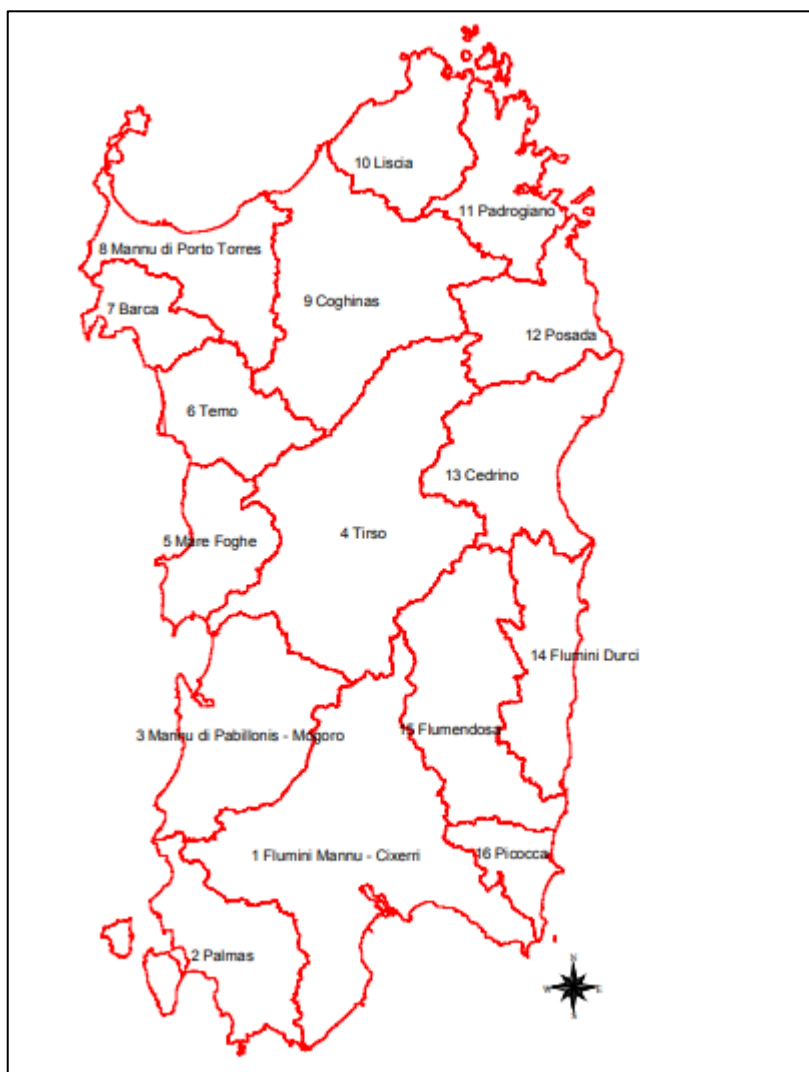 10 Liscia
11 Padrogiano
8 Mannu di Porto Torres
9 Coghinas
7 Barca
12 Posada
6 Temo
13 Cedrino
4 Tirso
5 Mare Foghe
14 Flumini Durci
15 Flumendosa
3 Mannu di Pabillonis - Mogoro
1 Flumini Mannu - Cixerri
16 Picocca
2 Palmas
N
W E
S